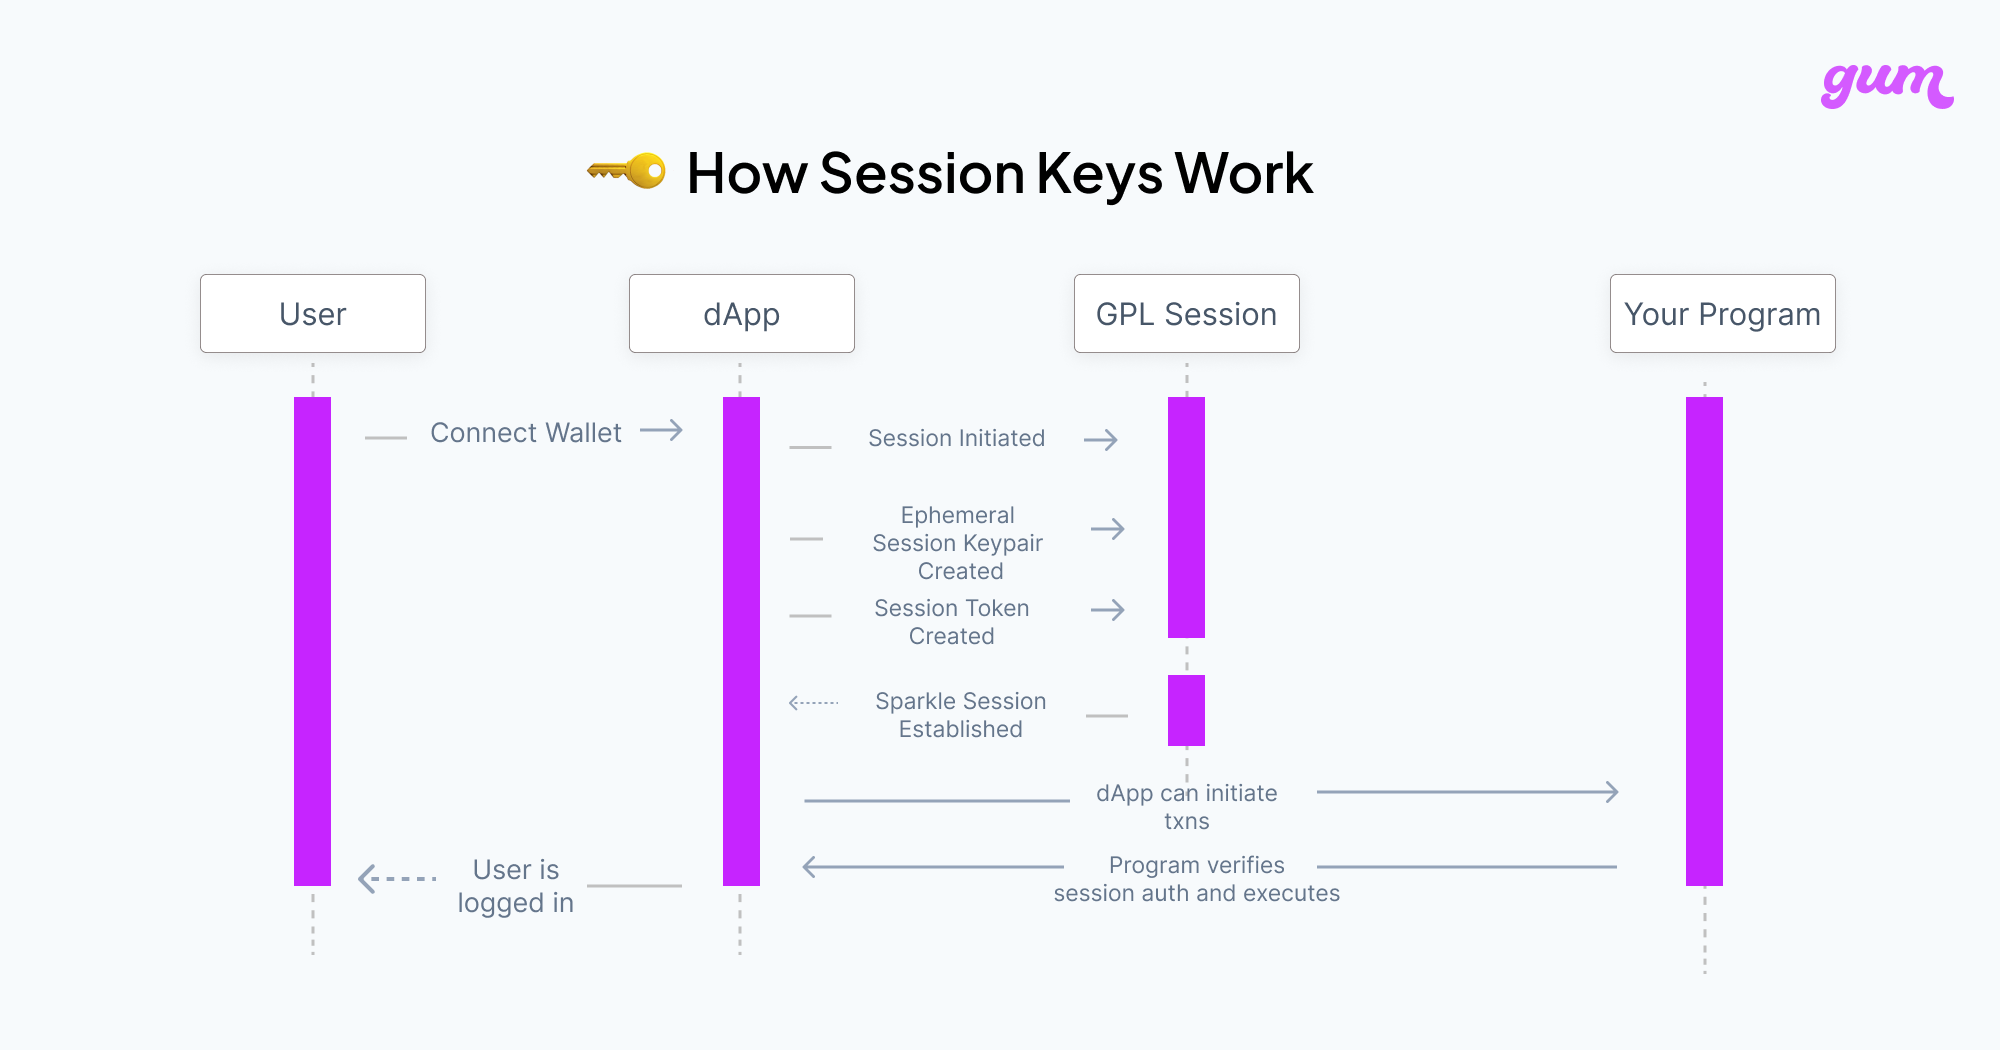 gum
How Session Keys Work
User
dApp
GPL Session
Your Program
Connect Wallet
Session Initiated
Ephemeral
Session Keypair
Created
Session Token
Created
Sparkle Session
Established
dApp can initiate
txns
Program verifies
session auth and executes
User is
logged in